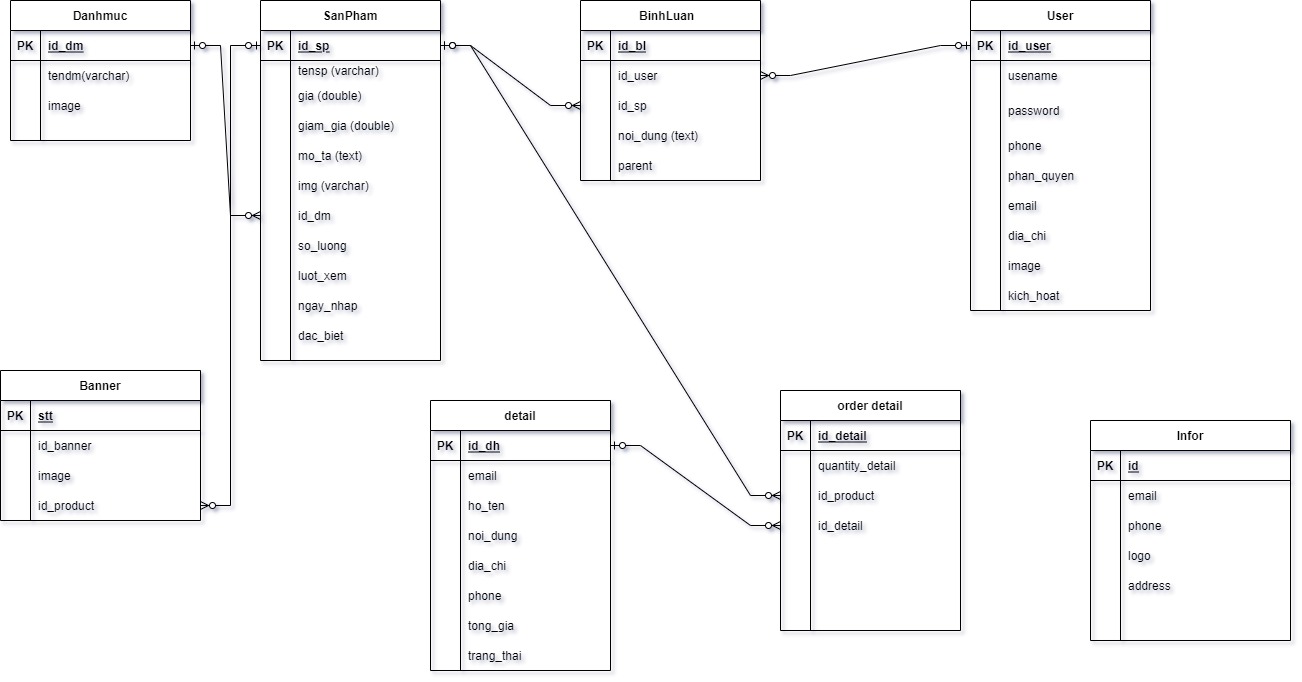 Danhmuc
PK id_dm
tendm(varchar)
image
SanPham
PK id_sp
tensp (varchar)
gia (double)
giam_gia (double)
mo_ta (text)
img (varchar)
id_dm
so_luong
luot_xem
ngay_nhap
dac_biet
BinhLuan
PK id_bl
id_user
id_sp
noi_dung (text)
parent
User
PK id_user
usename
password
phone
phan_quyen
email
dia_chi
image
kich_hoat
Banner
PK stt
id_banner
image
id_product
detail
PK id_dh
email
ho_ten
noi_dung
dia_chi
phone
tong_gia
trang_thai
order detail
PK id_detail
quantity_detail
id_product
id_detail
Infor
PK id
email
phone
logo
address